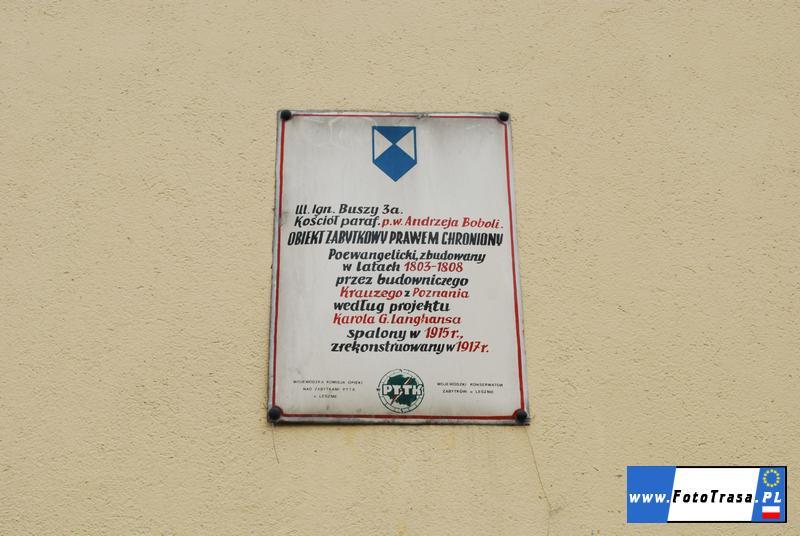 Ul. Ign. Buszy 3a.
Kościół paraf. p.w. Andrzeja Boboli.
OBIEKT ZABYTKOWY PRAWEM CHRONIONY
Poewangelicki, zbudowany
w latach 1803-1808
przez budowniczego
Krauzego z Poznania
według projektu
Karola G. Langhansa
spalony w 1915 r.,
zrekonstruowany w 1917 r.
WOJEWÓDZKA KOMISJA OPIEKI
NAD ZABYTKAMI PTTK
w LESZNIE
PTTK
WOJEWÓDZKI KONSERWATOR
ZABYTKÓW w LESZNIE
www.FotoTrasa.PL